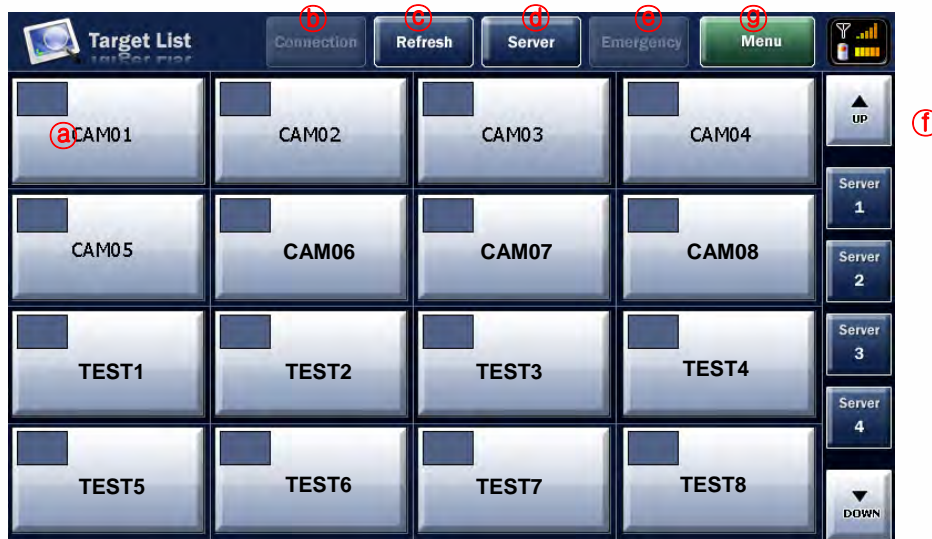 ⓑ ⓒ ⓓ ⓔ ⓖ
Target List Connection Refresh Server Emergency Menu
ⓐCAM01 CAM02 CAM03 CAM04
UP
ⓕ
Server
1
CAM05 CAM06 CAM07 CAM08
Server
2
TEST1 TEST2 TEST3 TEST4
Server
3
Server
4
TEST5 TEST6 TEST7 TEST8
DOWN